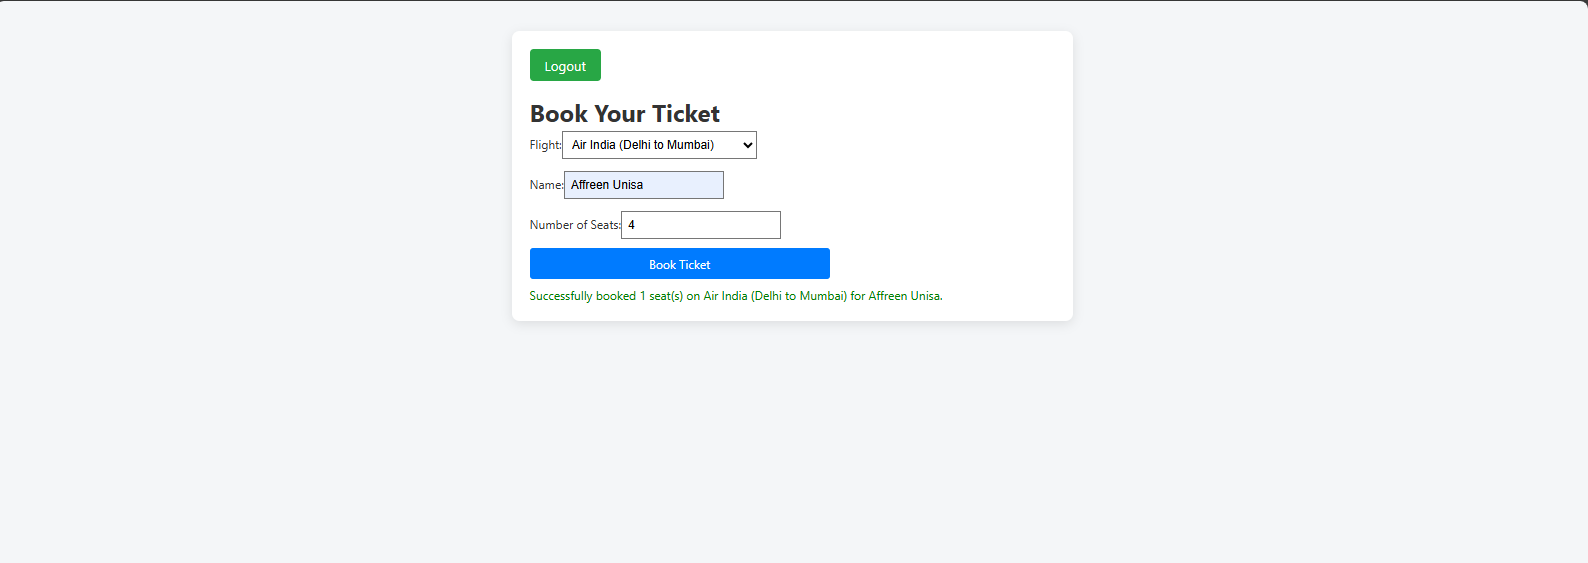 Logout
Book Your Ticket
Flight: Air India (Delhi to Mumbai)
Name: Affreen Unisa
Number of Seats: 4
Book Ticket
Successfully booked 1 seat(s) on Air India (Delhi to Mumbai) for Affreen Unisa.